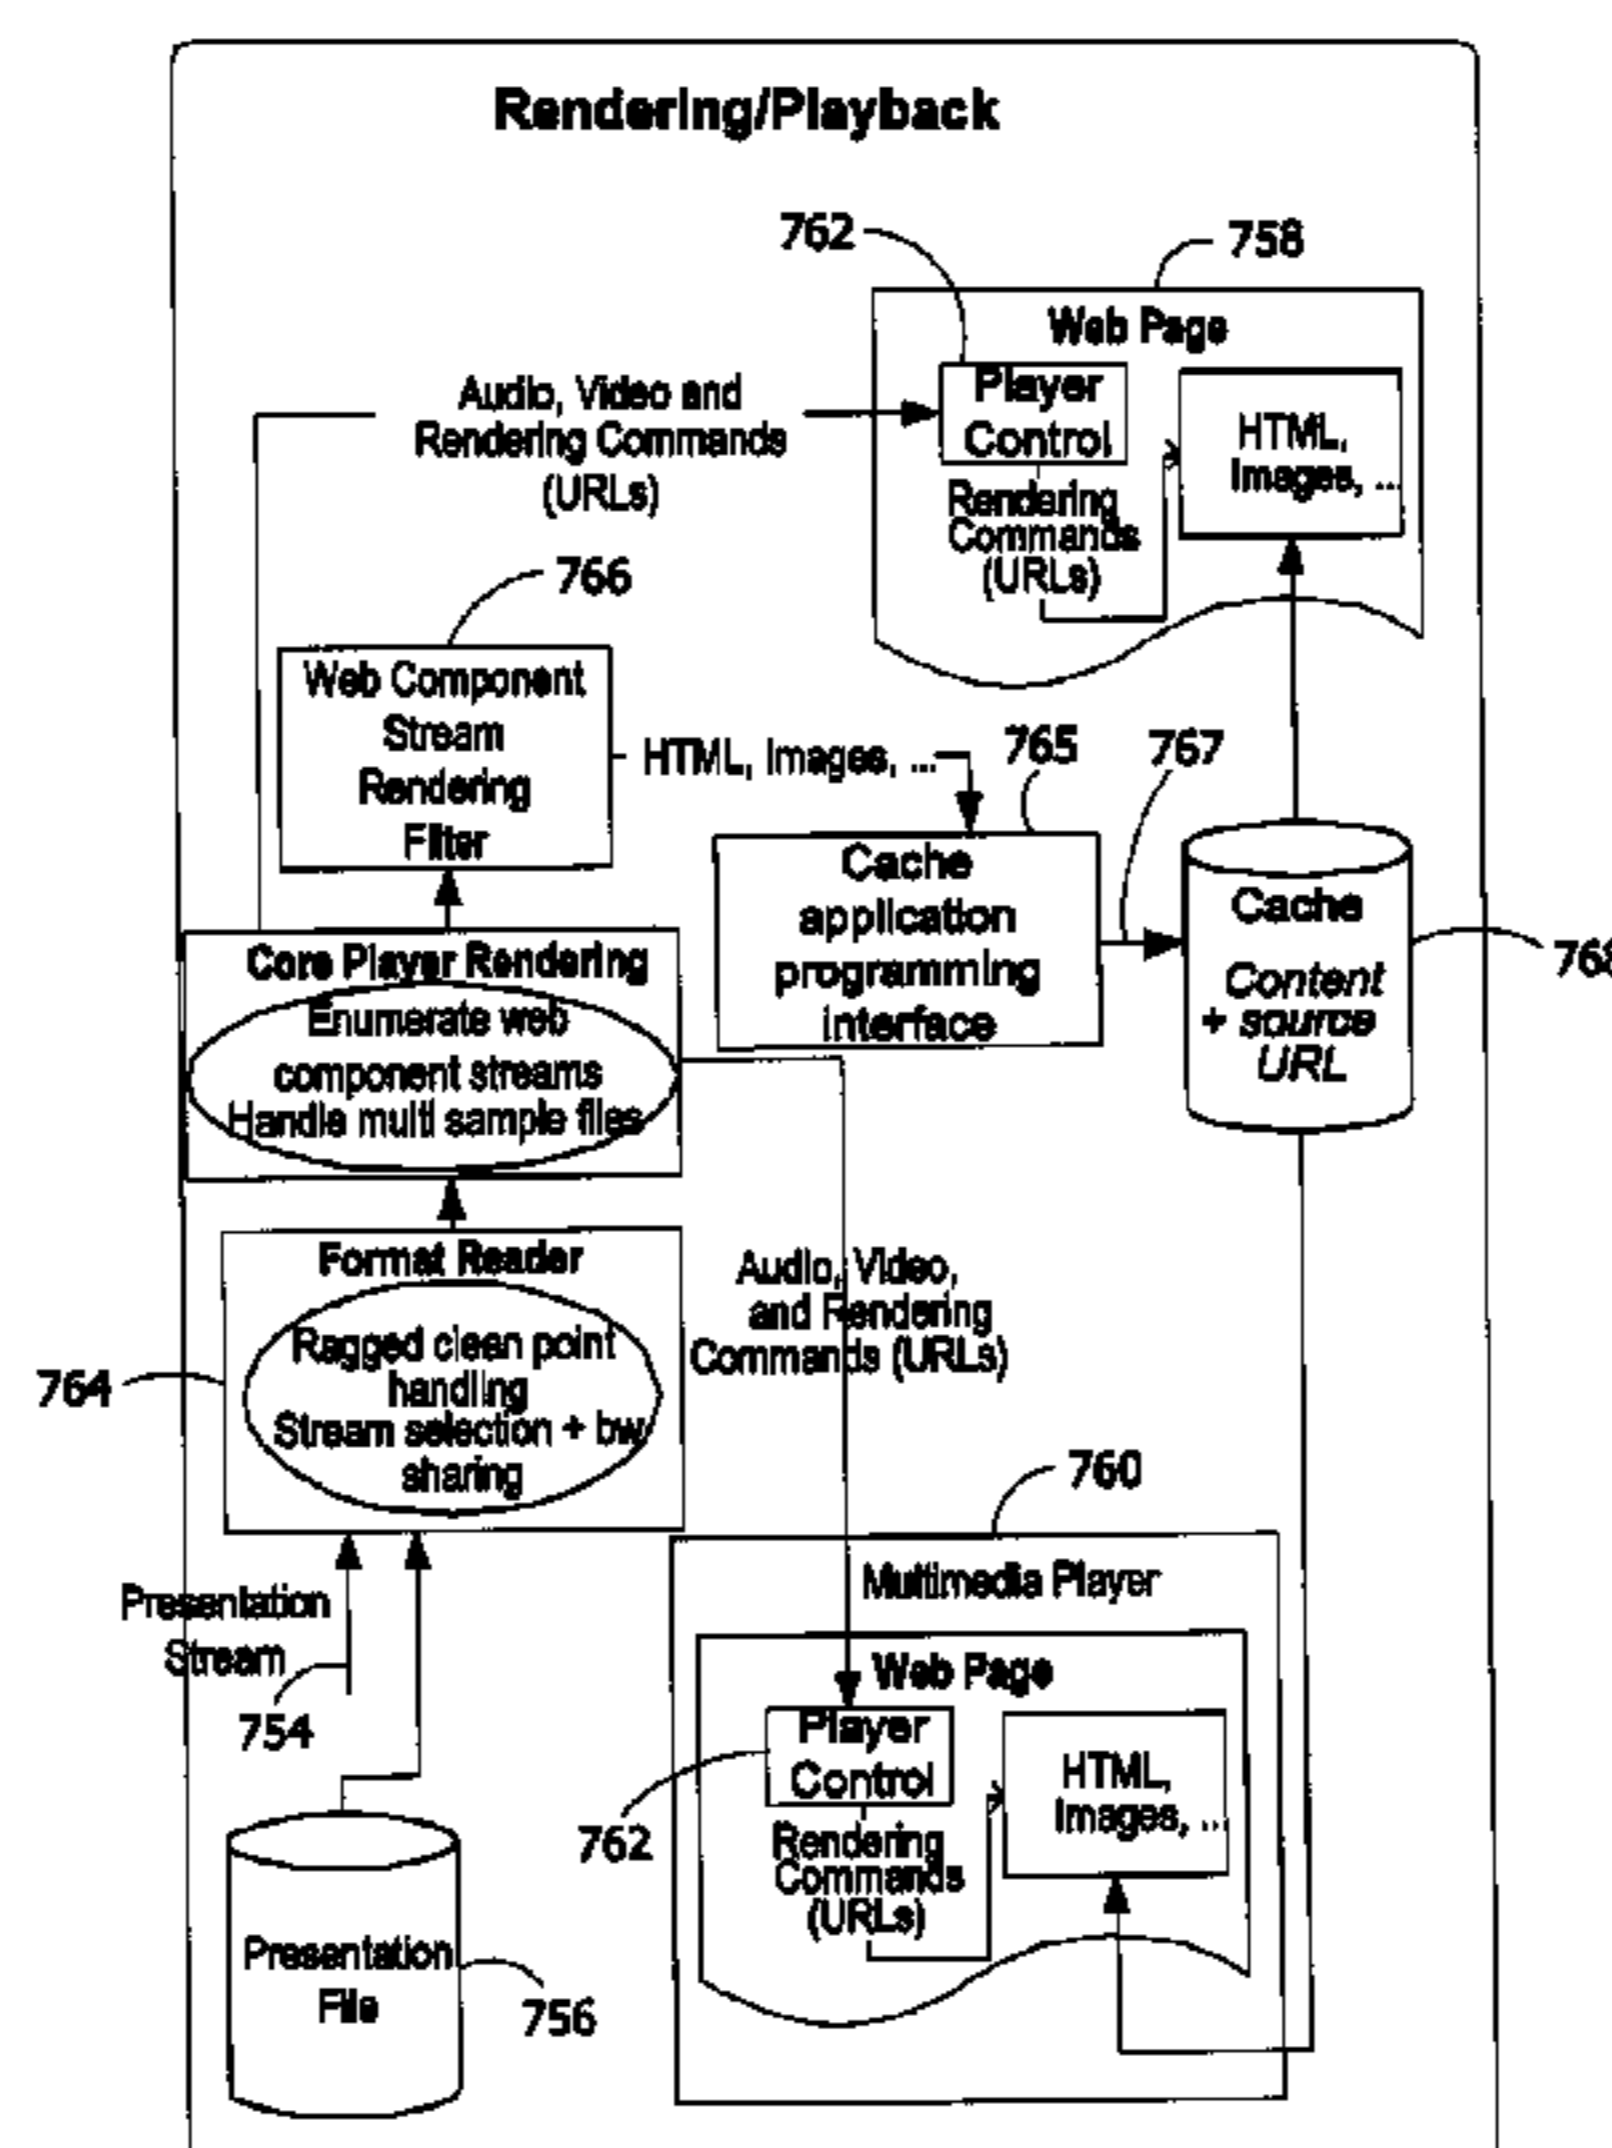 Rendering/Playback
762
758
Web Page
Player
Control
Audio, Video and
Rendering Commands
(URLs)
HTML,
Images, ...
Rendering
Commands
(URLs)
766
Web Component
Stream
Rendering
Filter
HTML, Images, ...
765
767
Cache
application
programming
interface
Cache
Content
+ source
URL
768
Core Player Rendering
Enumerate web
component streams
Handle multi sample files
Format Reader
Ragged clean point
handling
Stream selection + bw
sharing
764
Audio, Video,
and Rendering
Commands (URLs)
760
Multimedia Player
Web Page
Player
Control
HTML,
Images, ...
762
Rendering
Commands
(URLs)
Presentation
Stream
754
Presentation
File
756